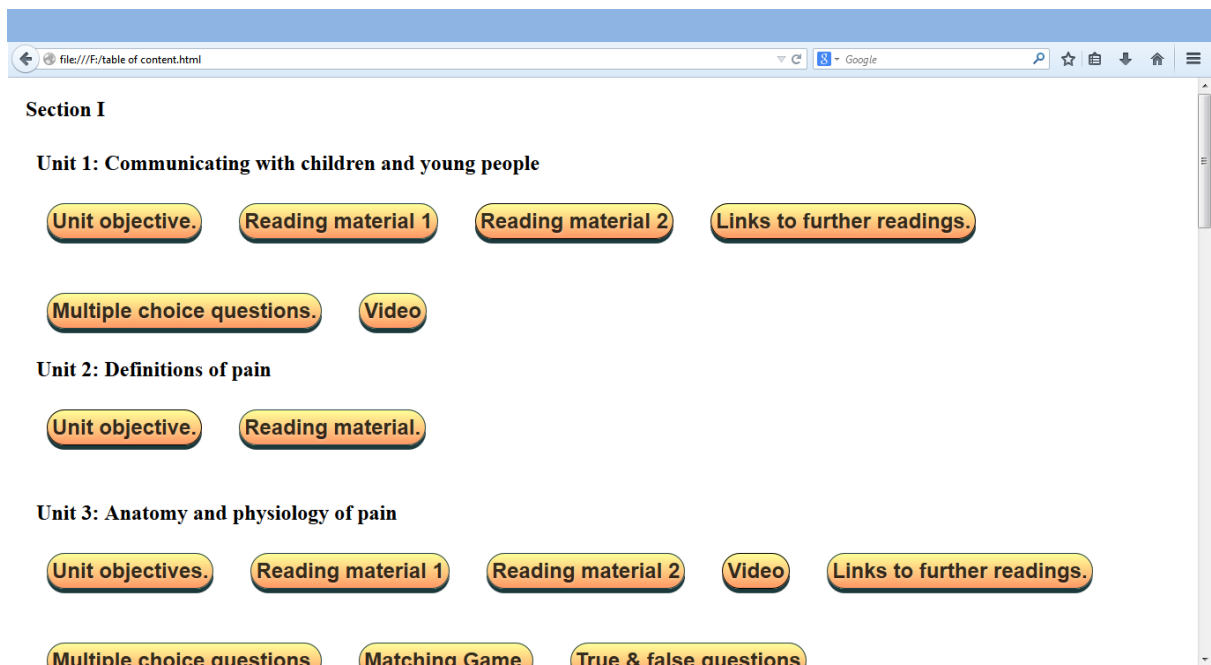 file:///F:/table of content.html
8 Google
Section I
Unit 1: Communicating with children and young people
Unit objective. Reading material 1 Reading material 2 Links to further readings.
Multiple choice questions. Video
Unit 2: Definitions of pain
Unit objective. Reading material.
Unit 3: Anatomy and physiology of pain
Unit objectives. Reading material 1 Reading material 2 Video Links to further readings.
Multiple choice questions Matching Game True & false questions